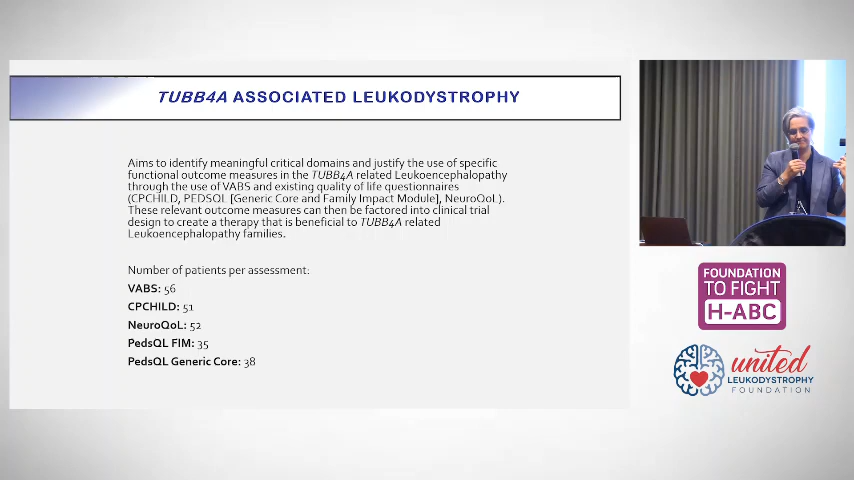 TUBB4A ASSOCIATED LEUKODYSTROPHY
Aims to identify meaningful critical domains and justify the use of specific
functional outcome measures in the TUBB4A related Leukoencephalopathy
through the use of VABS and existing quality of life questionnaires
(CPCHILD, PEDSQL [Generic Core and Family Impact Module], NeuroQoL).
These relevant outcome measures can then be factored into clinical trial
design to create a therapy that is beneficial to TUBB4A related
Leukoencephalopathy families.
Number of patients per assessment:
VABS: 56
CPCHILD: 51
NeuroQoL: 52
PedsQL FIM: 35
PedsQL Generic Core: 38
FOUNDATION
TO FIGHT
H-ABC
united
LEUKODYSTROPHY
FOUNDATION